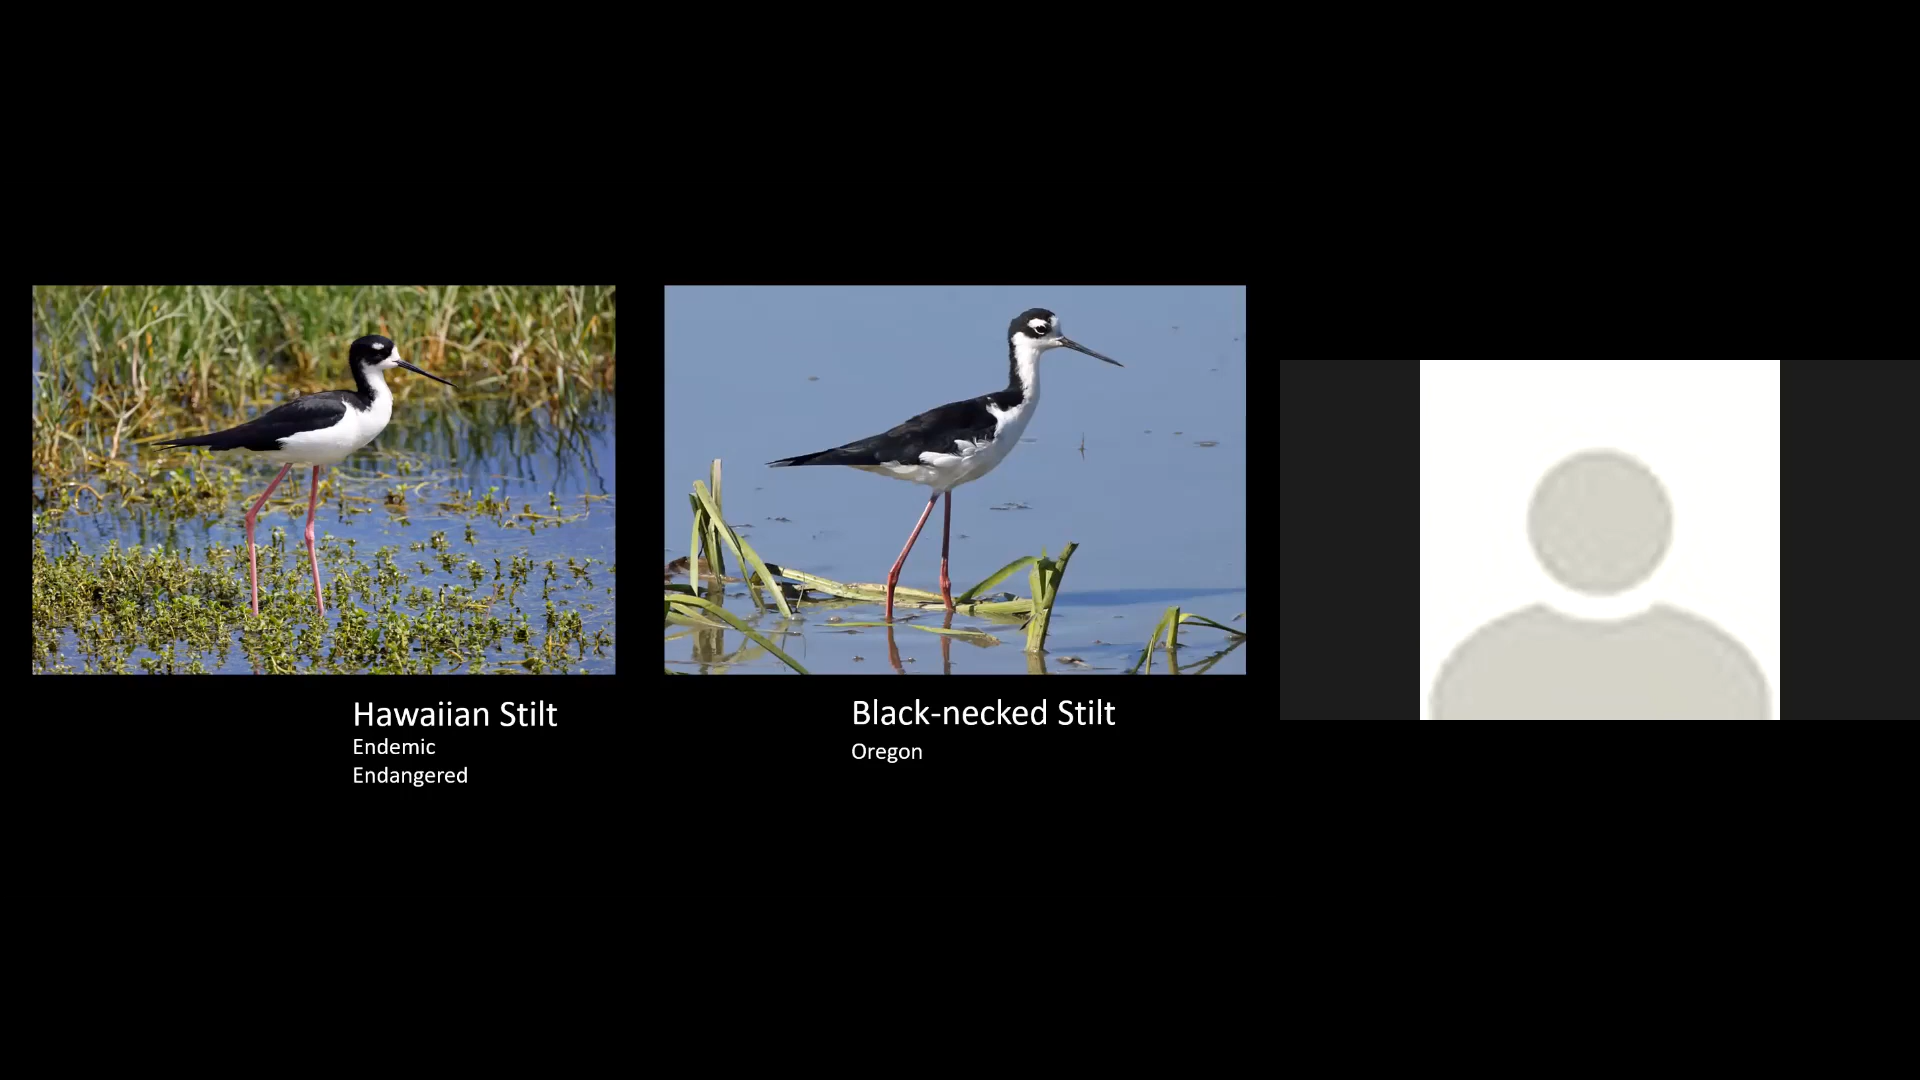 Hawaiian Stilt
Endemic
Endangered
Black-necked Stilt
Oregon